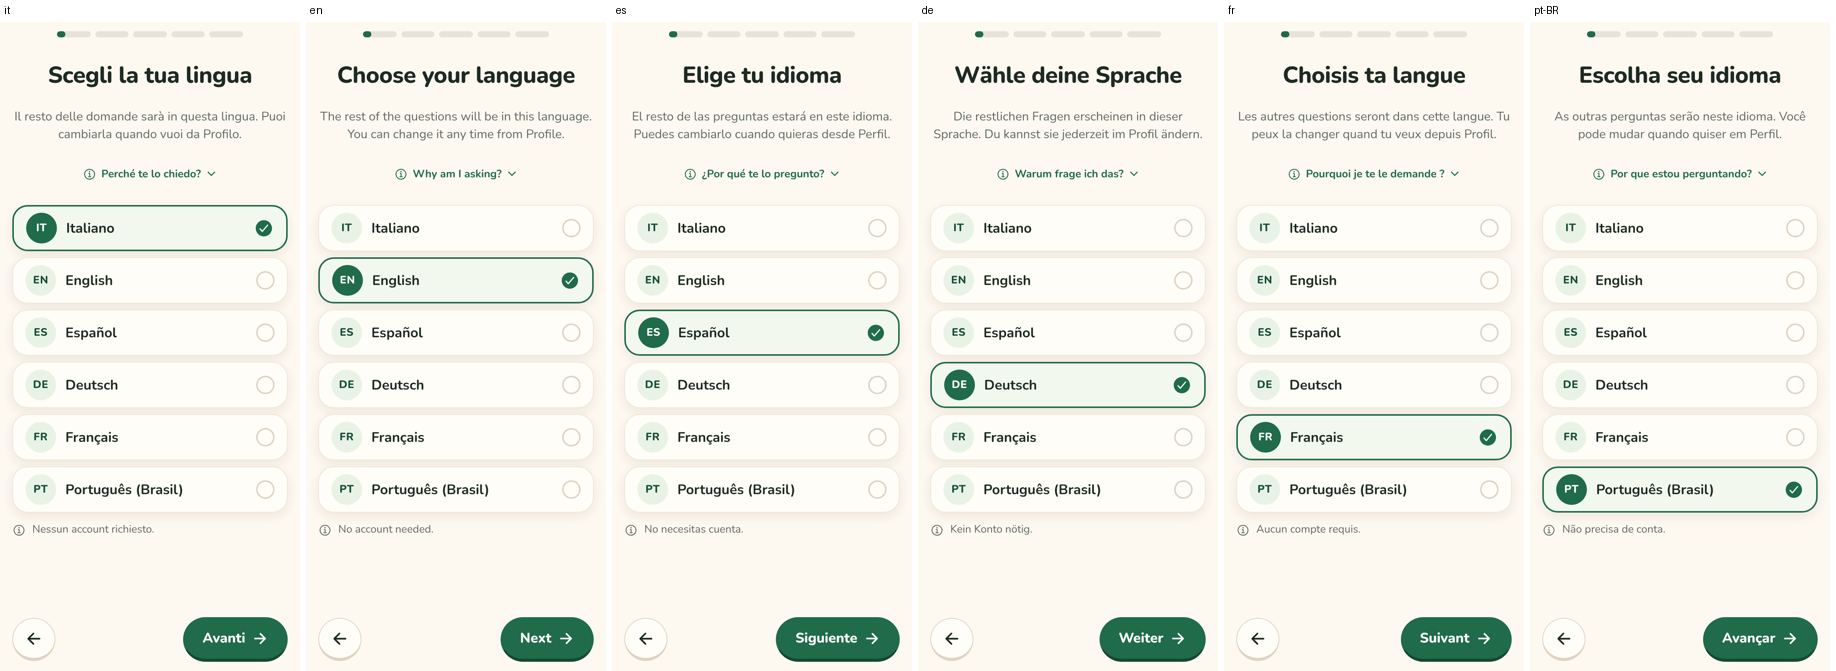 it
Scegli la tua lingua
Il resto delle domande sarà in questa lingua. Puoi
cambiarla quando vuoi da Profilo.
Perché te lo chiedo?
IT Italiano
EN English
ES Español
DE Deutsch
FR Français
PT Português (Brasil)
Nessun account richiesto.
Avanti
en
Choose your language
The rest of the questions will be in this language.
You can change it any time from Profile.
Why am I asking?
IT Italiano
EN English
ES Español
DE Deutsch
FR Français
PT Português (Brasil)
No account needed.
Next
es
Elige tu idioma
El resto de las preguntas estará en este idioma.
Puedes cambiarlo cuando quieras desde Perfil.
¿Por qué te lo pregunto?
IT Italiano
EN English
ES Español
DE Deutsch
FR Français
PT Português (Brasil)
No necesitas cuenta.
Siguiente
de
Wähle deine Sprache
Die restlichen Fragen erscheinen in dieser
Sprache. Du kannst sie jederzeit im Profil ändern.
Warum frage ich das?
IT Italiano
EN English
ES Español
DE Deutsch
FR Français
PT Português (Brasil)
Kein Konto nötig.
Weiter
fr
Choisis ta langue
Les autres questions seront dans cette langue. Tu
peux la changer quand tu veux depuis Profil.
Pourquoi je te le demande ?
IT Italiano
EN English
ES Español
DE Deutsch
FR Français
PT Português (Brasil)
Aucun compte requis.
Suivant
pt-BR
Escolha seu idioma
As outras perguntas serão neste idioma. Você
pode mudar quando quiser em Perfil.
Por que estou perguntando?
IT Italiano
EN English
ES Español
DE Deutsch
FR Français
PT Português (Brasil)
Não precisa de conta.
Avançar